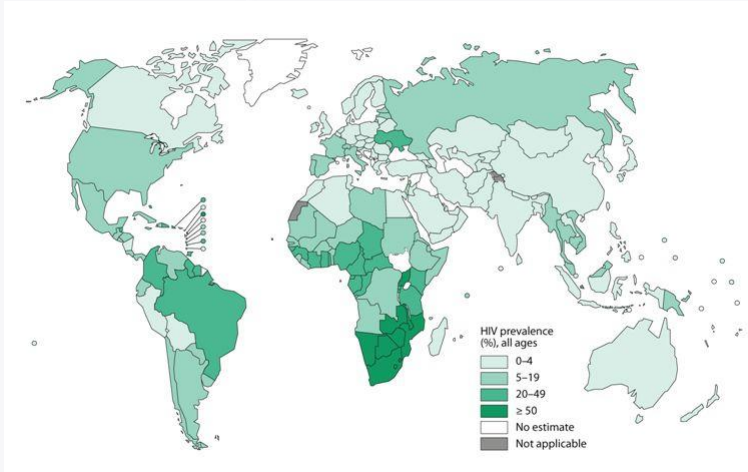 HIV prevalence
(%), all ages
0–4
5–19
20–49
≥ 50
No estimate
Not applicable